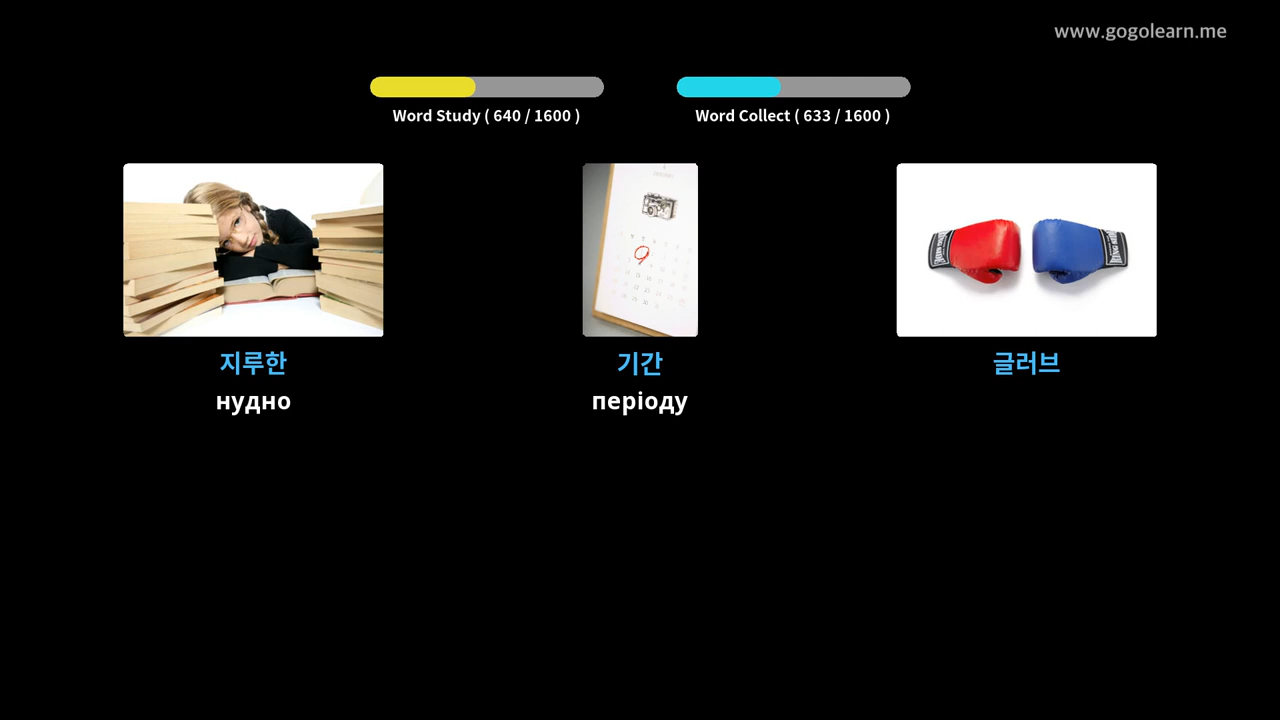 www.gogolearn.me
Word Study ( 640 / 1600 )
Word Collect ( 633 / 1600 )
지루한
기간
글러브
нудно
періоду